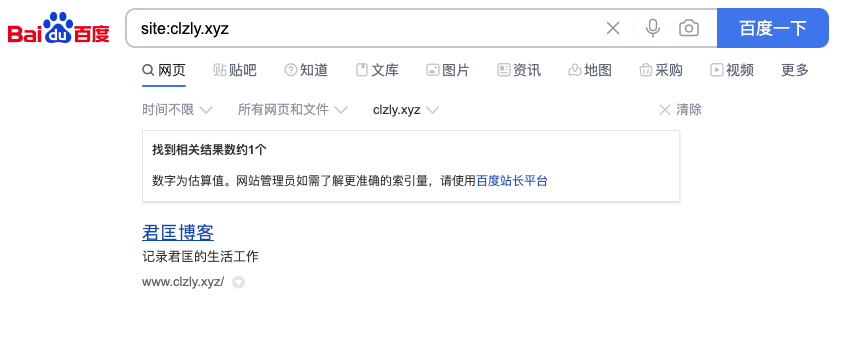 Bai du 百度 site:clzly.xyz 百度一下
网页 贴吧 知道 文库 图片 资讯 地图 采购 视频 更多
时间不限 所有网页和文件 clzly.xyz 清除
找到相关结果数约1个
数字为估算值。网站管理员如需了解更准确的索引量，请使用百度站长平台
君匡博客
记录君匡的生活工作
www.clzly.xyz/